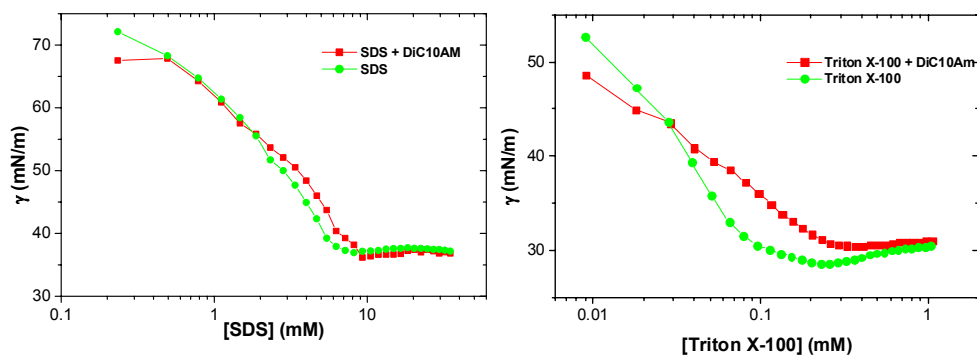 70
60
50
40
30
γ (mN/m)
SDS + DiC10AM
SDS
0.1
1
10
[SDS] (mM)
50
40
30
γ (mN/m)
Triton X-100 + DiC10Am
Triton X-100
0.01
0.1
1
[Triton X-100] (mM)